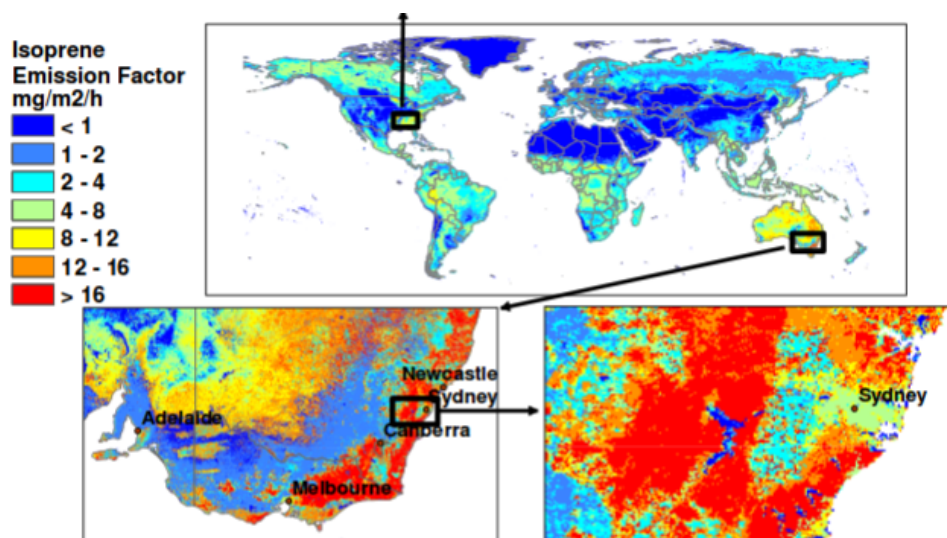 Isoprene
Emission Factor
mg/m2/h
< 1
1 - 2
2 - 4
4 - 8
8 - 12
12 - 16
> 16
Newcastle
Sydney
Adelaide
Canberra
Melbourne
Sydney